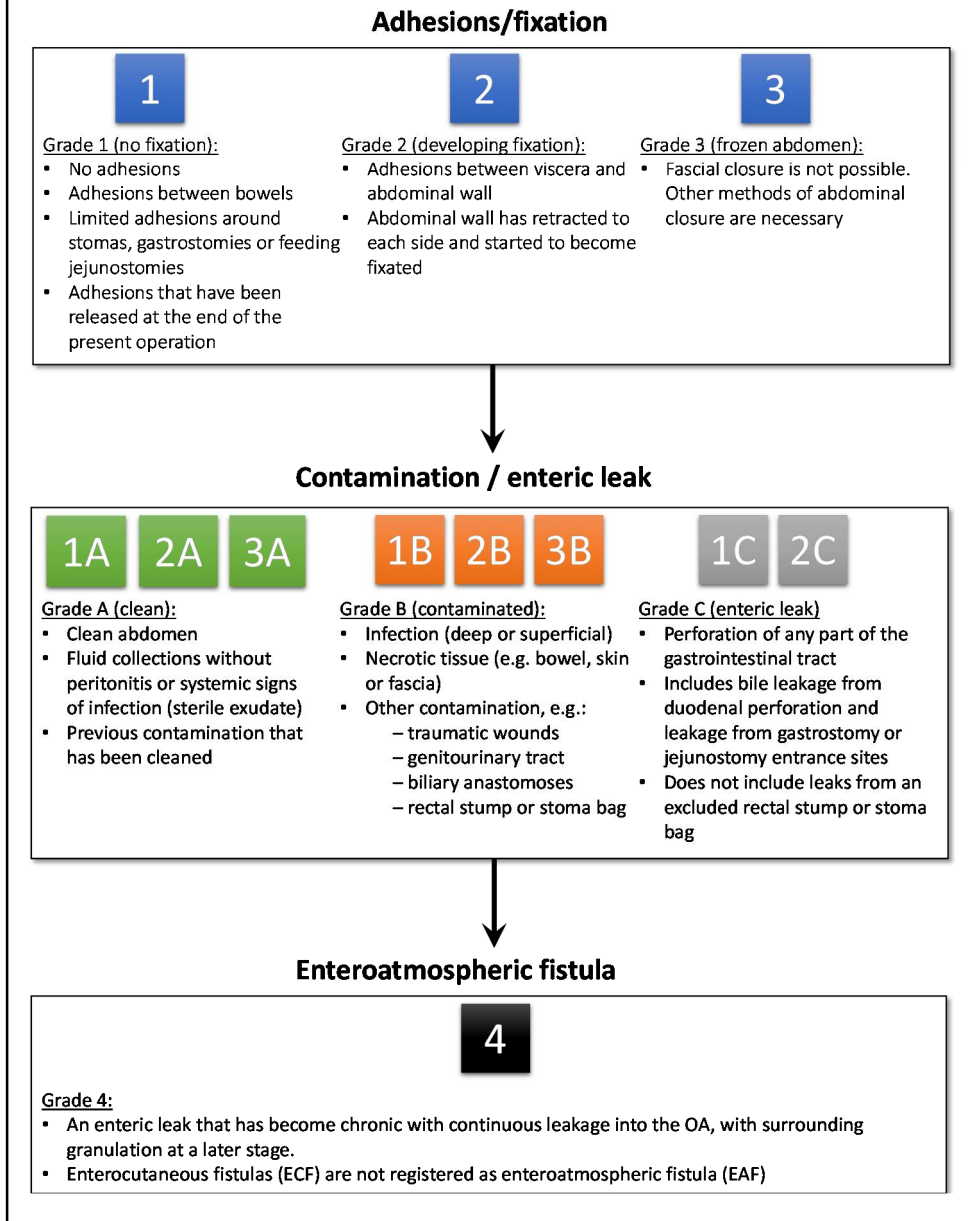 Adhesions/fixation
1
2
3
Grade 1 (no fixation):
▪ No adhesions
▪ Adhesions between bowels
▪ Limited adhesions around
stomas, gastrostomies or feeding
jejunostomies
▪ Adhesions that have been
released at the end of the
present operation
Grade 2 (developing fixation):
▪ Adhesions between viscera and
abdominal wall
▪ Abdominal wall has retracted to
each side and started to become
fixated
Grade 3 (frozen abdomen):
▪ Fascial closure is not possible.
Other methods of abdominal
closure are necessary
Contamination / enteric leak
1A 2A 3A
1B 2B 3B
1C 2C
Grade A (clean):
▪ Clean abdomen
▪ Fluid collections without
peritonitis or systemic signs
of infection (sterile exudate)
▪ Previous contamination that
has been cleaned
Grade B (contaminated):
▪ Infection (deep or superficial)
▪ Necrotic tissue (e.g. bowel, skin
or fascia)
▪ Other contamination, e.g.:
– traumatic wounds
– genitourinary tract
– biliary anastomoses
– rectal stump or stoma bag
Grade C (enteric leak)
▪ Perforation of any part of the
gastrointestinal tract
▪ Includes bile leakage from
duodenal perforation and
leakage from gastrostomy or
jejunostomy entrance sites
▪ Does not include leaks from an
excluded rectal stump or stoma
bag
Enteroatmospheric fistula
4
Grade 4:
▪ An enteric leak that has become chronic with continuous leakage into the OA, with surrounding
granulation at a later stage.
▪ Enterocutaneous fistulas (ECF) are not registered as enteroatmospheric fistula (EAF)